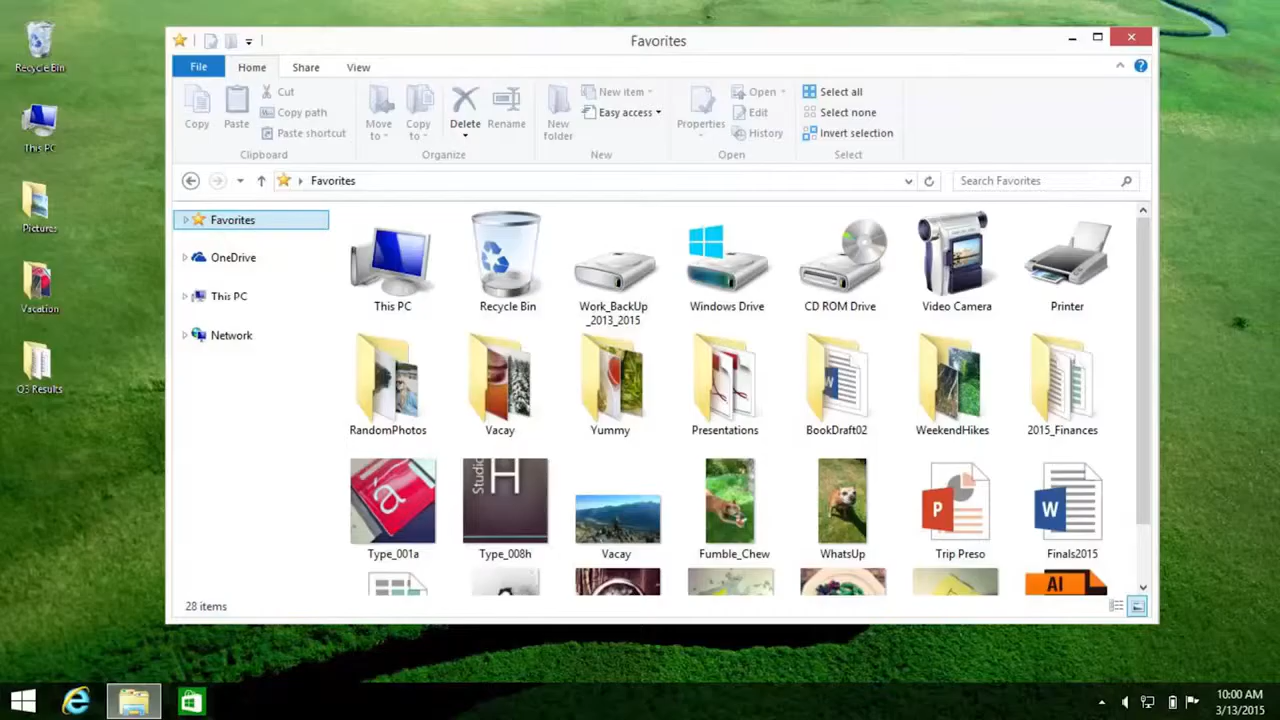 Recycle Bin
This PC
Pictures
Vacation
Q3 Results
Favorites
File Home Share View
Copy
Paste
Cut
Copy path
Paste shortcut
Clipboard
Move to
Copy to
Delete
Rename
Organize
New folder
New item
Easy access
New
Properties
Open
Edit
History
Open
Select all
Select none
Invert selection
Select
Favorites
Search Favorites
Favorites
OneDrive
This PC
Network
This PC
Recycle Bin
Work_BackUp
_2013_2015
Windows Drive
CD ROM Drive
Video Camera
Printer
RandomPhotos
Vacay
Yummy
Presentations
BookDraft02
WeekendHikes
2015_Finances
Type_001a
Studio
H
Type_008h
Vacay
Fumble_Chew
WhatsUp
P
Trip Preso
W
Finals2015
AI
28 items
10:00 AM
3/13/2015